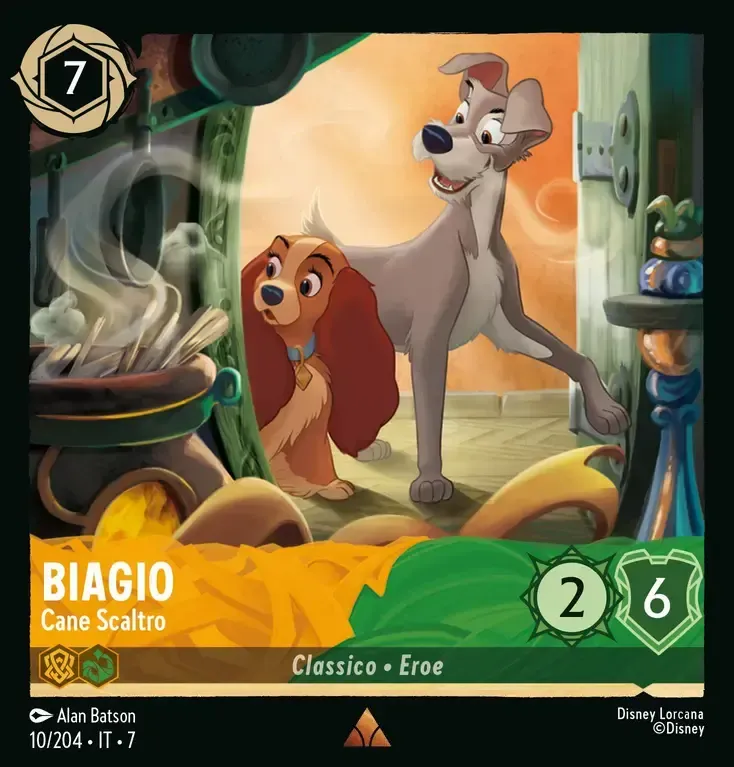 7
BIAGIO
Cane Scaltro
2
6
Classico • Eroe
Alan Batson
10/204 • IT • 7
Disney Lorcana
©Disney